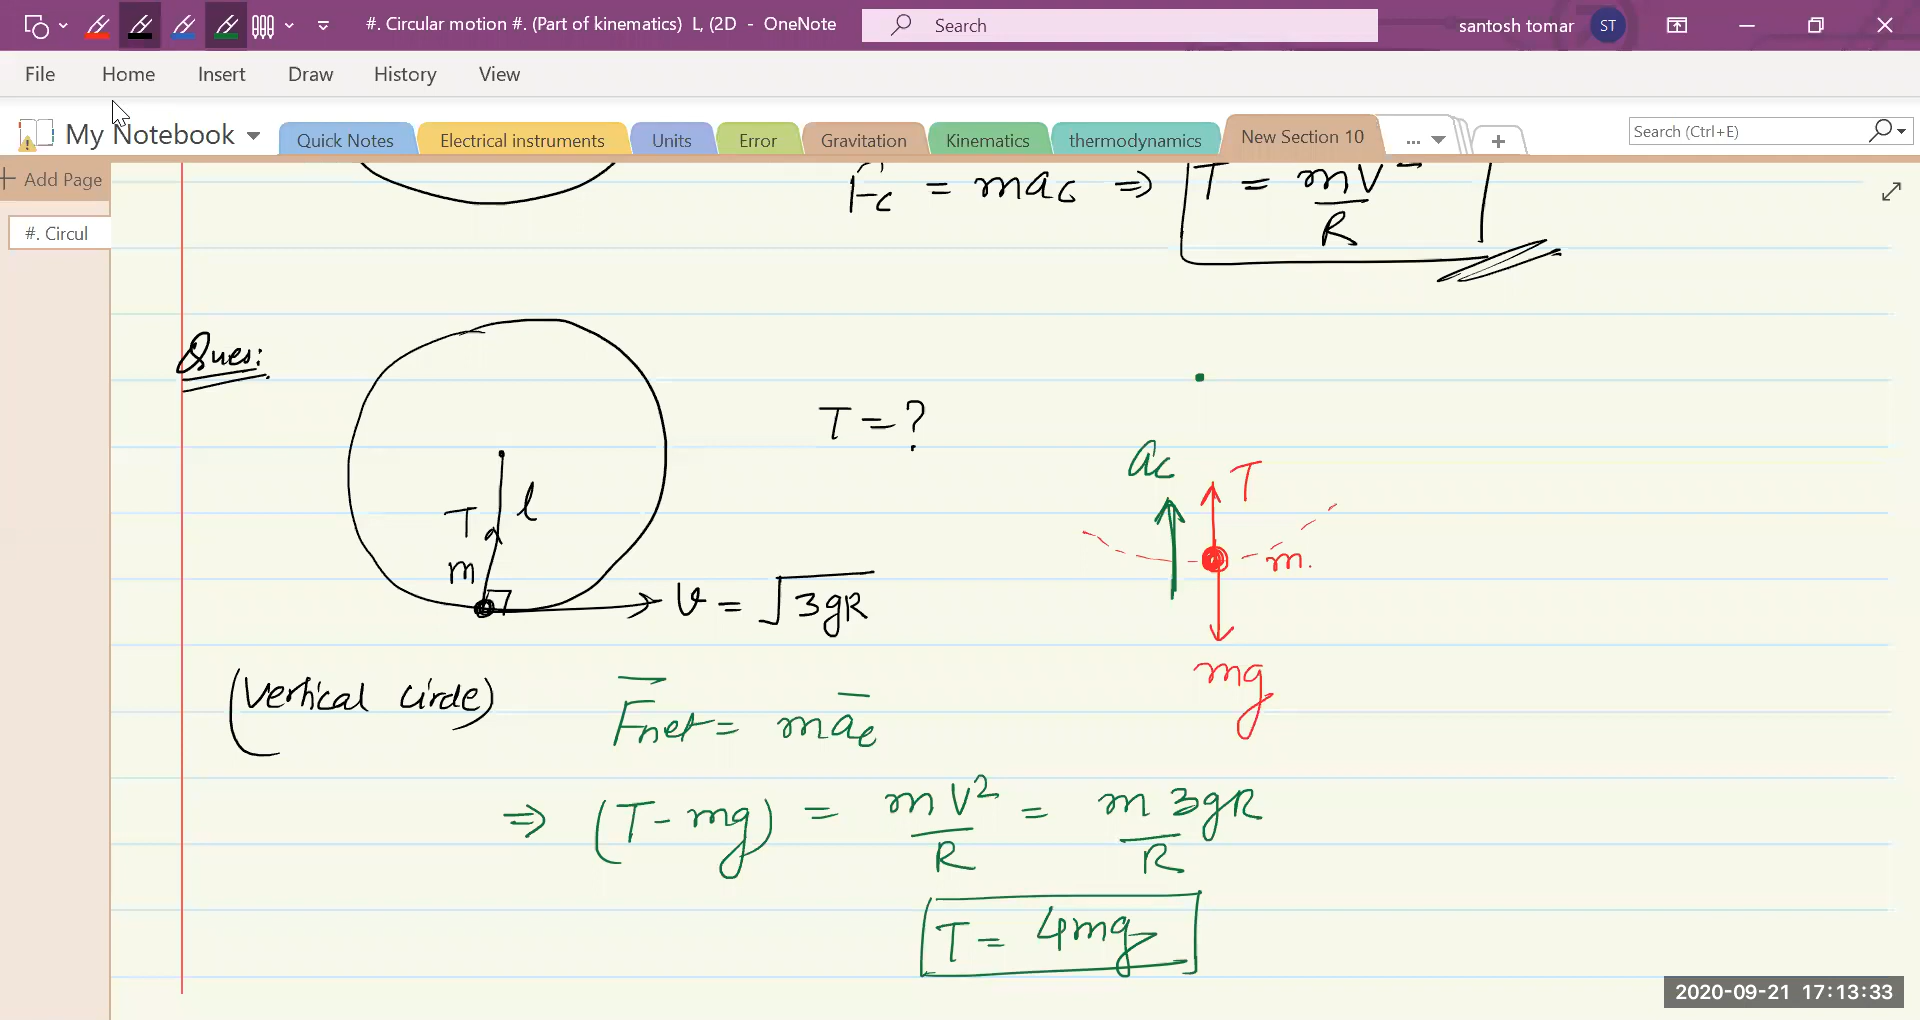 #. Circular motion #. (Part of kinematics) L, (2D - OneNote
Search
santosh tomar ST
File Home Insert Draw History View
My Notebook
Quick Notes Electrical instruments Units Error Gravitation Kinematics thermodynamics New Section 10 ... +
Search (Ctrl+E)
+ Add Page
#. Circul
Fc = mac ⇒ T = mV²/R
Ques:
T = ?
ac T
T l
m
m.
v = √3gR
mg
(Vertical circle)
Fnet = mac
⇒ (T - mg) = mV²/R = m 3gR/R
T = 4mg
2020-09-21 17:13:33